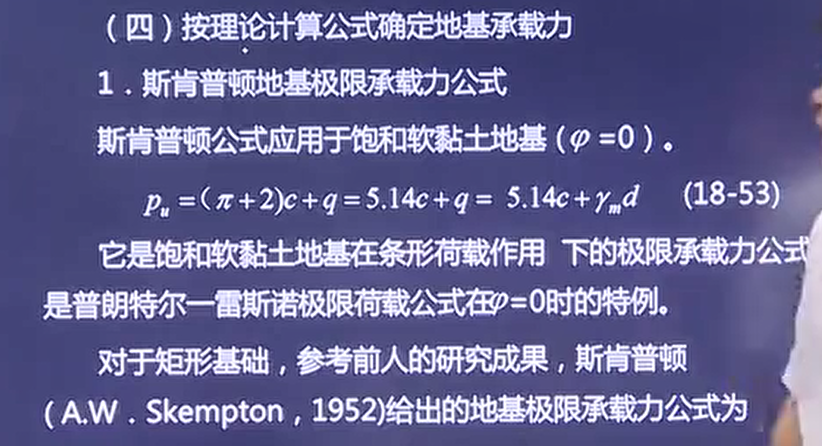 （四）按理论计算公式确定地基承载力
1．斯肯普顿地基极限承载力公式
斯肯普顿公式应用于饱和软黏土地基（φ =0）。
pᵤ =(π+2)c+q=5.14c+q= 5.14c+γₘd (18-53)
它是饱和软黏土地基在条形荷载作用 下的极限承载力公式
是普朗特尔—雷斯诺极限荷载公式在φ=0时的特例。
对于矩形基础，参考前人的研究成果，斯肯普顿
（A.W．Skempton，1952)给出的地基极限承载力公式为